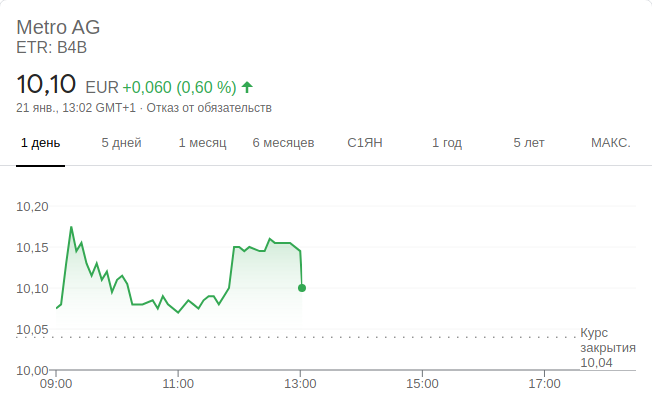 Metro AG
ETR: B4B
10,10 EUR +0,060 (0,60 %)
21 янв., 13:02 GMT+1 · Отказ от обязательств
1 день 5 дней 1 месяц 6 месяцев С1ЯН 1 год 5 лет МАКС.
10,20
10,15
10,10
10,05
Курс
закрытия
10,04
10,00
09:00 11:00 13:00 15:00 17:00